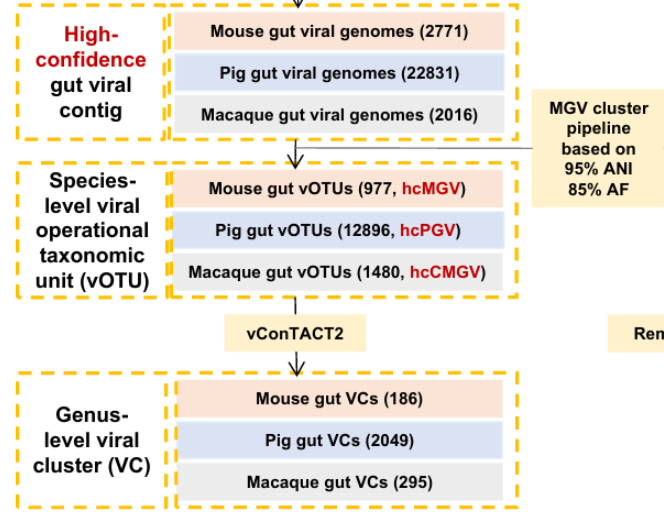 High-
confidence
gut viral
contig
Mouse gut viral genomes (2771)
Pig gut viral genomes (22831)
Macaque gut viral genomes (2016)
MGV cluster
pipeline
based on
95% ANI
85% AF
Species-
level viral
operational
taxonomic
unit (vOTU)
Mouse gut vOTUs (977, hcMGV)
Pig gut vOTUs (12896, hcPGV)
Macaque gut vOTUs (1480, hcCMGV)
vConTACT2
Rem
Genus-
level viral
cluster (VC)
Mouse gut VCs (186)
Pig gut VCs (2049)
Macaque gut VCs (295)